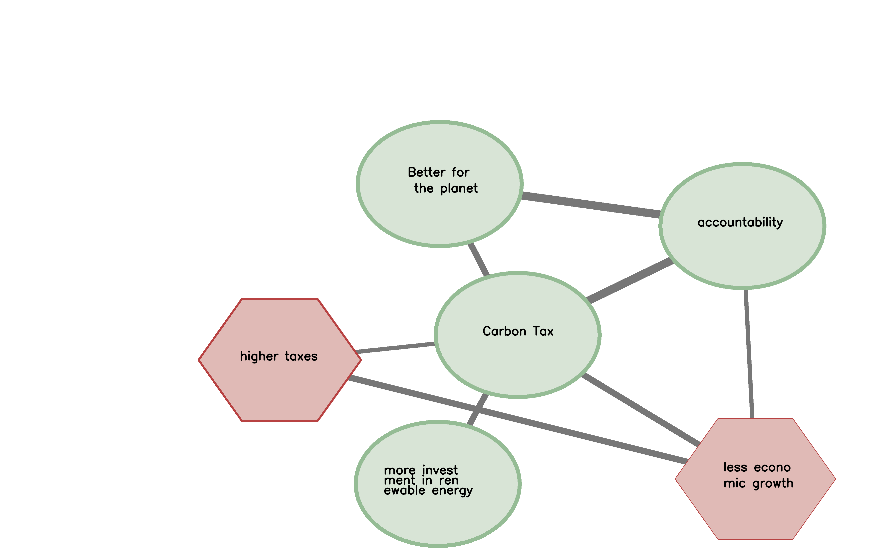 Better for
the planet
accountability
Carbon Tax
higher taxes
more invest
ment in ren
ewable energy
less econo
mic growth